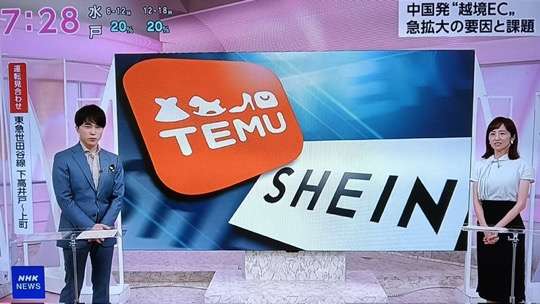 7:28
水戸
6-12時
20%
12-18時
20%
中国発“越境EC„
急拡大の要因と課題
運転見合わせ
東急世田谷線 下高井戸〜上町
TEMU
SHEIN
NHK
NEWS